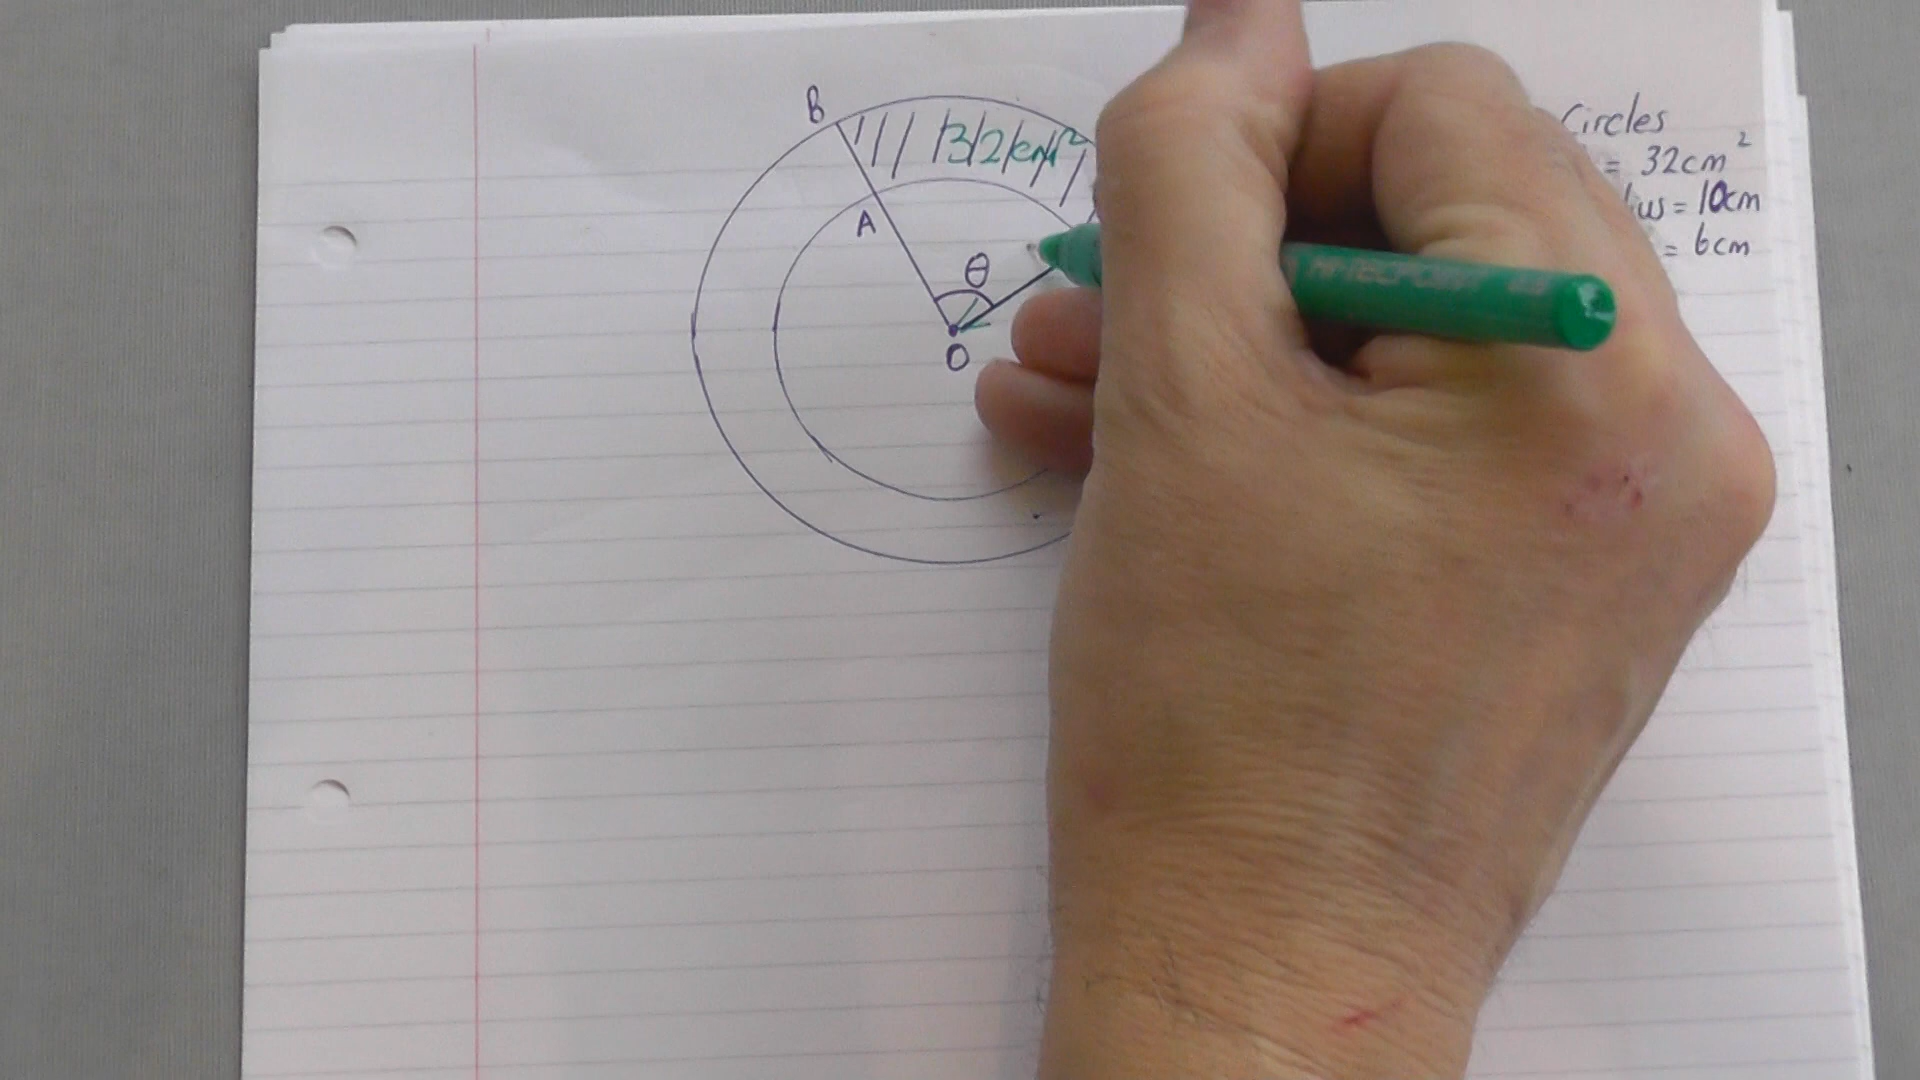 Circles
= 32cm²
= 10cm
= 6cm
B
32cm²
A
θ
O